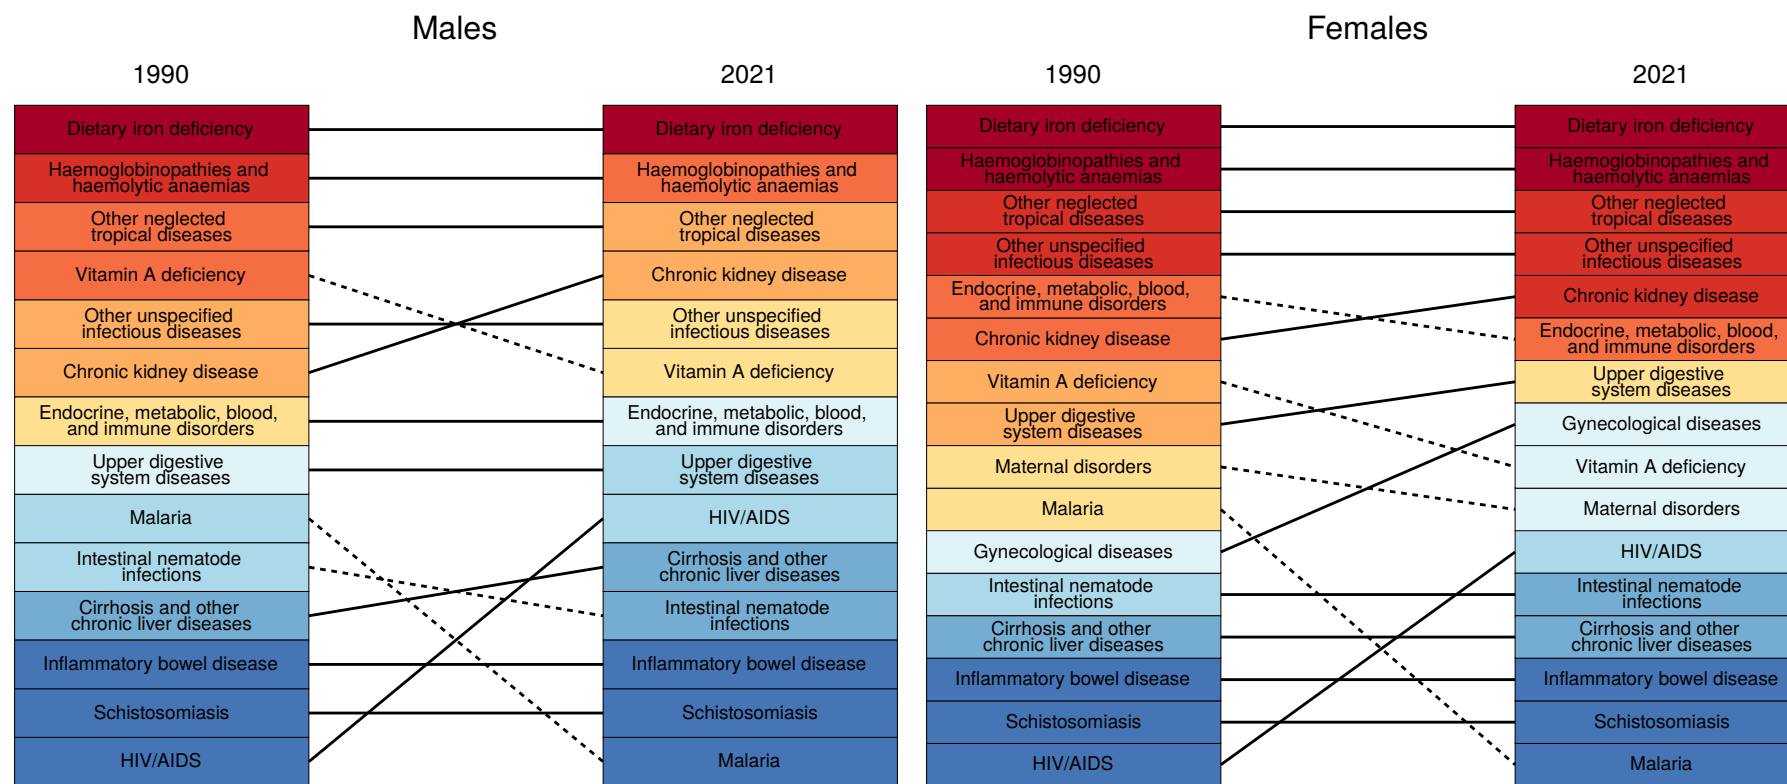 Males
1990
2021
Dietary iron deficiency
Haemoglobinopathies and
haemolytic anaemias
Other neglected
tropical diseases
Vitamin A deficiency
Other unspecified
infectious diseases
Chronic kidney disease
Endocrine, metabolic, blood,
and immune disorders
Upper digestive
system diseases
Malaria
Intestinal nematode
infections
Cirrhosis and other
chronic liver diseases
Inflammatory bowel disease
Schistosomiasis
HIV/AIDS
Dietary iron deficiency
Haemoglobinopathies and
haemolytic anaemias
Other neglected
tropical diseases
Chronic kidney disease
Other unspecified
infectious diseases
Vitamin A deficiency
Endocrine, metabolic, blood,
and immune disorders
Upper digestive
system diseases
HIV/AIDS
Cirrhosis and other
chronic liver diseases
Intestinal nematode
infections
Inflammatory bowel disease
Schistosomiasis
Malaria
Females
1990
2021
Dietary iron deficiency
Haemoglobinopathies and
haemolytic anaemias
Other neglected
tropical diseases
Other unspecified
infectious diseases
Endocrine, metabolic, blood,
and immune disorders
Chronic kidney disease
Vitamin A deficiency
Upper digestive
system diseases
Maternal disorders
Malaria
Gynecological diseases
Intestinal nematode
infections
Cirrhosis and other
chronic liver diseases
Inflammatory bowel disease
Schistosomiasis
HIV/AIDS
Dietary iron deficiency
Haemoglobinopathies and
haemolytic anaemias
Other neglected
tropical diseases
Other unspecified
infectious diseases
Chronic kidney disease
Endocrine, metabolic, blood,
and immune disorders
Upper digestive
system diseases
Gynecological diseases
Vitamin A deficiency
Maternal disorders
HIV/AIDS
Intestinal nematode
infections
Cirrhosis and other
chronic liver diseases
Inflammatory bowel disease
Schistosomiasis
Malaria